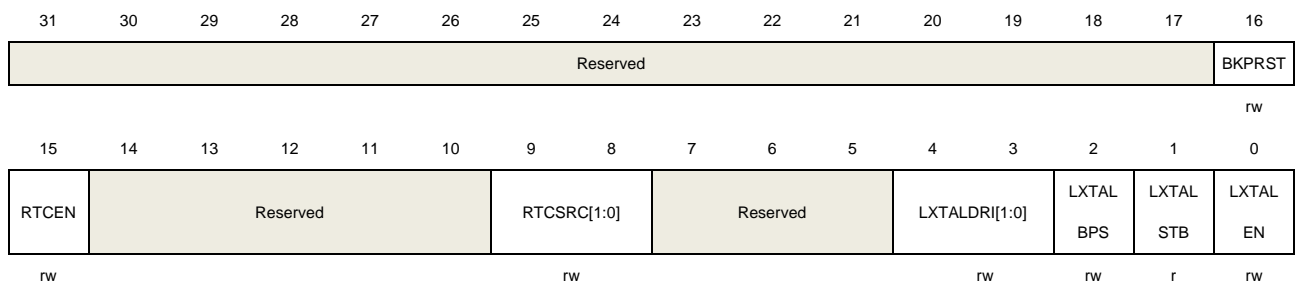 31 30 29 28 27 26 25 24 23 22 21 20 19 18 17 16
Reserved BKPRST
rw
15 14 13 12 11 10 9 8 7 6 5 4 3 2 1 0
RTCEN Reserved RTCSRC[1:0] Reserved LXTALDRI[1:0] LXTAL BPS LXTAL STB LXTAL EN
rw rw rw rw r rw